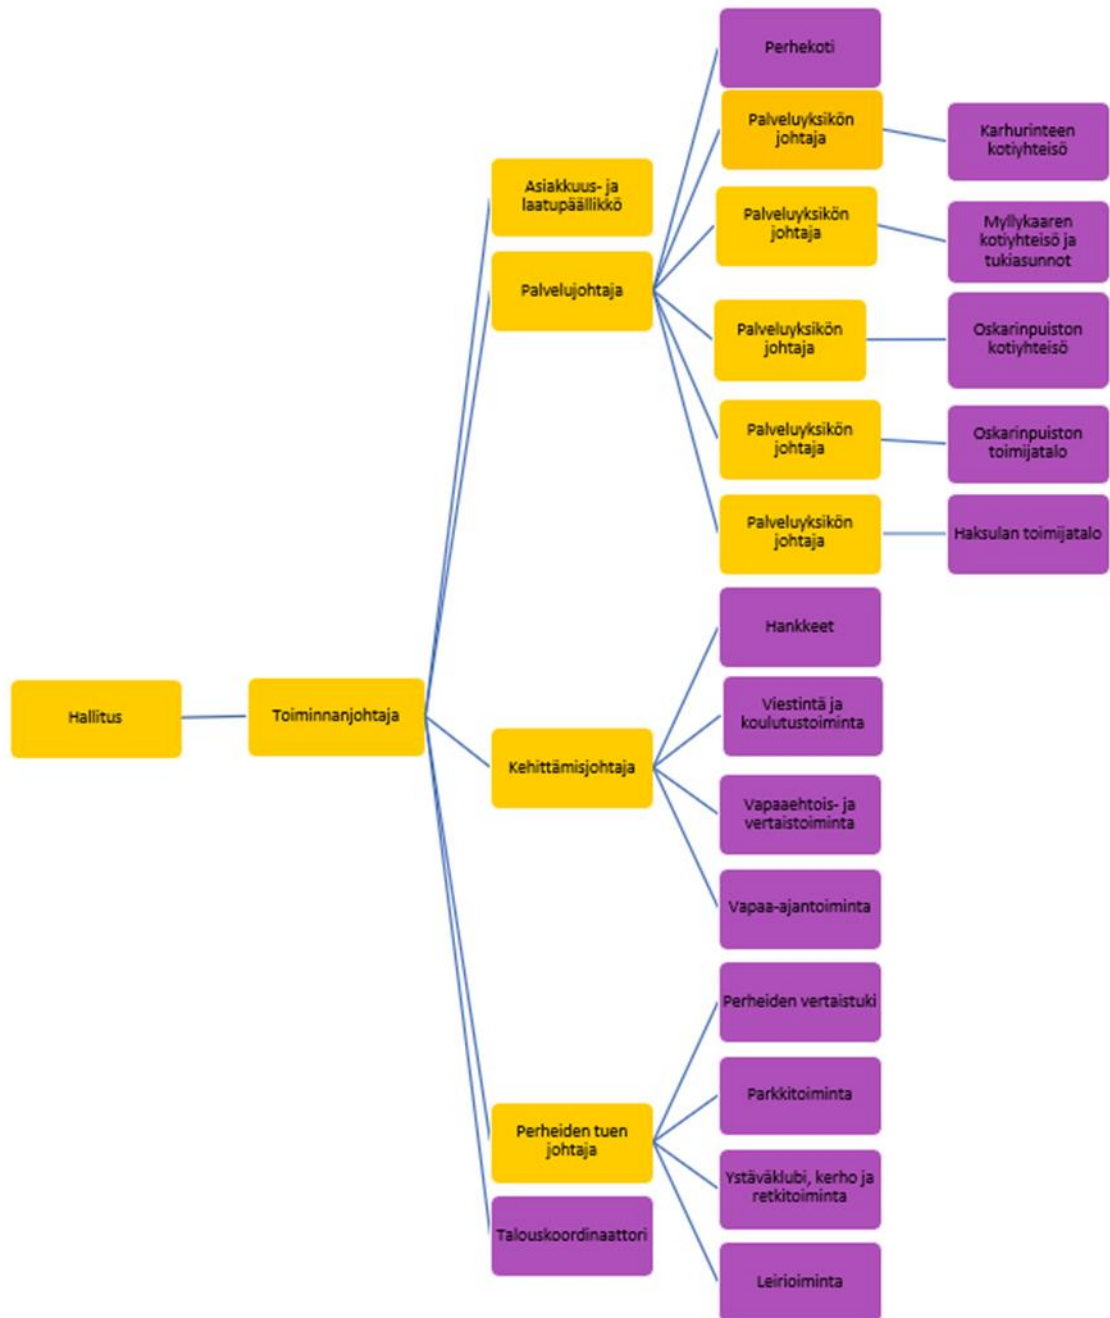 Perhekoti
Palveluyksikön
johtaja
Karhurinteen
kotiyhteisö
Asiakkuus- ja
laatupäällikkö
Palveluyksikön
johtaja
Myllykaaren
kotiyhteisö ja
tukiasunnot
Palvelujohtaja
Palveluyksikön
johtaja
Oskarinpuiston
kotiyhteisö
Palveluyksikön
johtaja
Oskarinpuiston
toimijatalo
Palveluyksikön
johtaja
Haksulan toimijatalo
Hankkeet
Hallitus
Toiminnanjohtaja
Viestintä ja
koulutustoiminta
Kehittämisjohtaja
Vapaaehtois- ja
vertaistoiminta
Vapaa-ajantoiminta
Perheiden vertaistuki
Parkkitoiminta
Perheiden tuen
johtaja
Ystäväklubi, kerho ja
retkitoiminta
Talouskoordinaattori
Leirioiminta